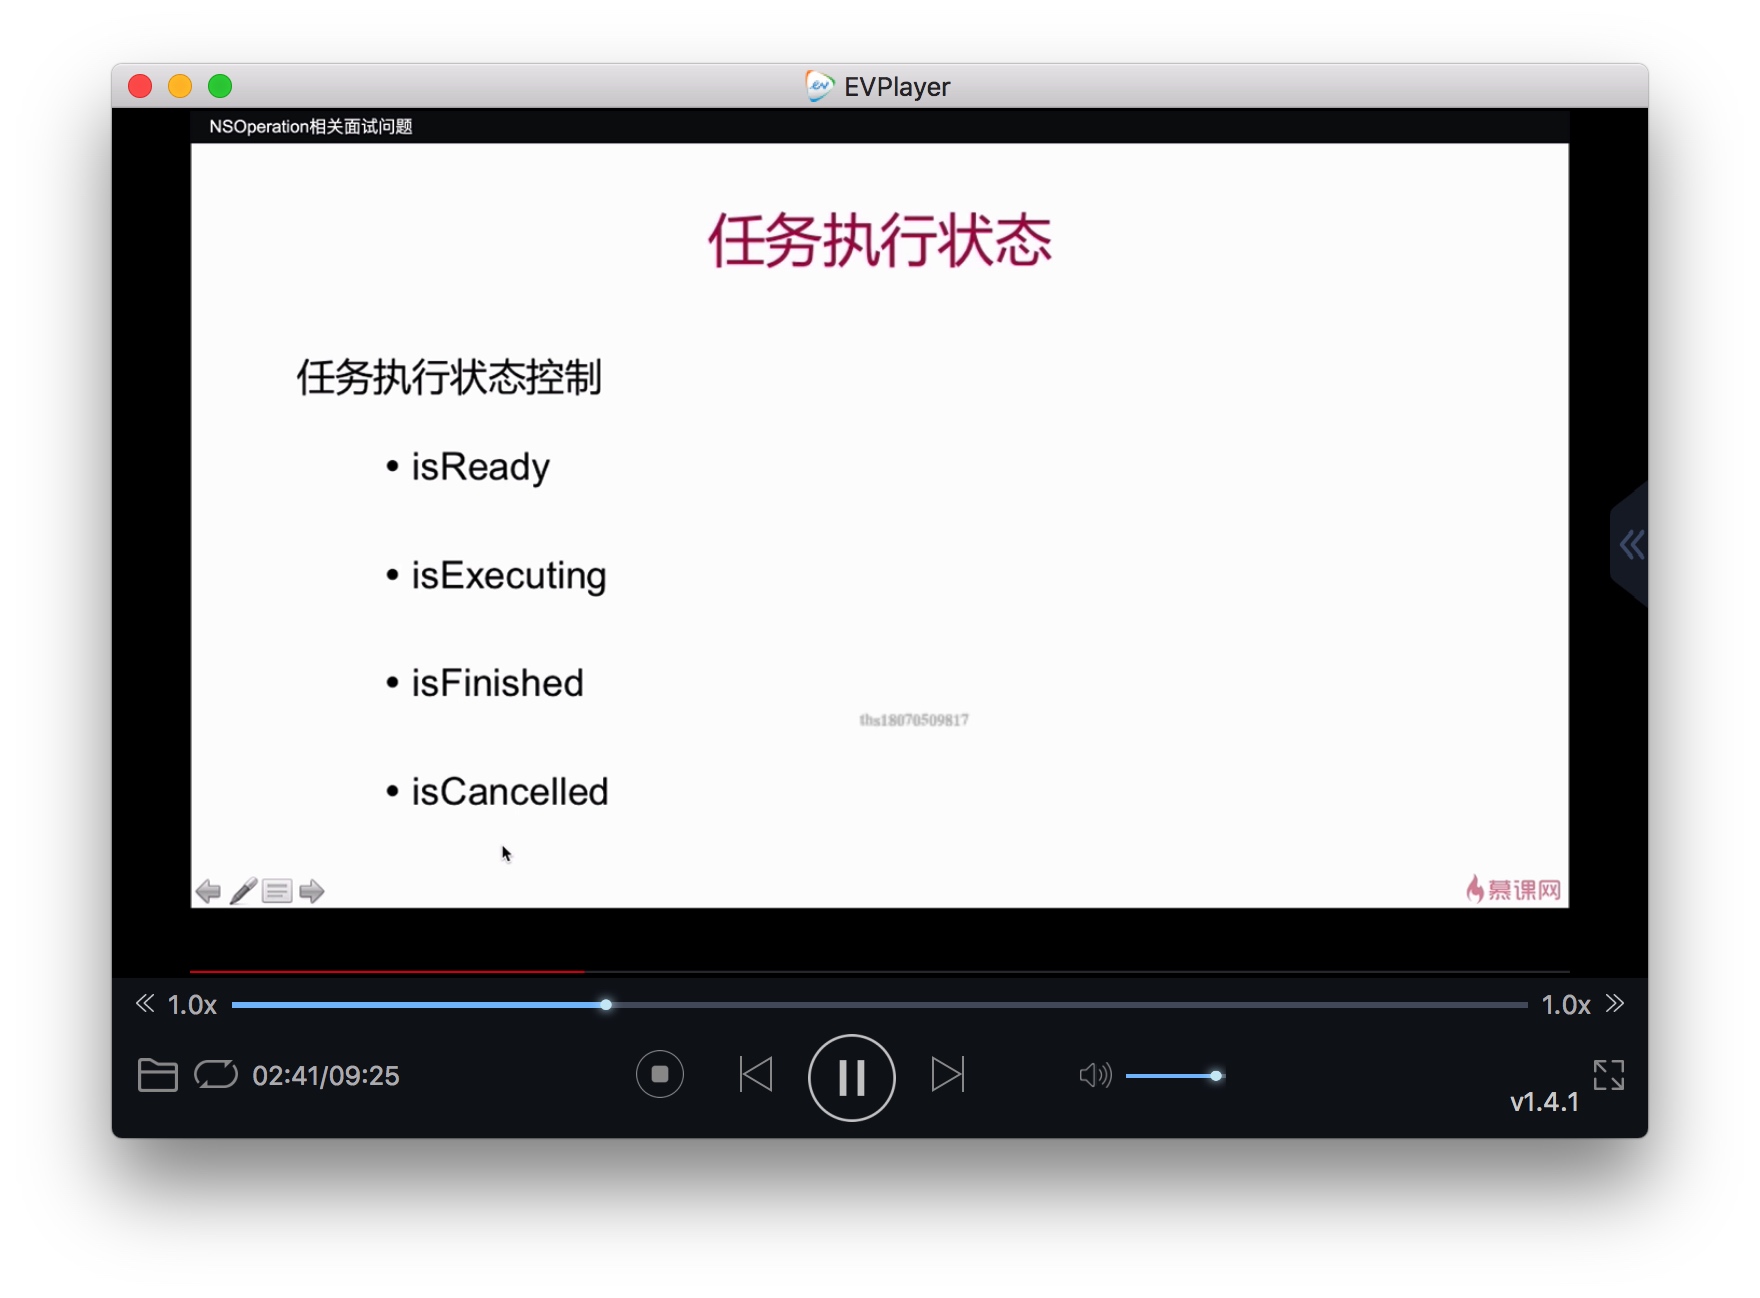 EVPlayer
NSOperation相关面试问题
任务执行状态
任务执行状态控制
• isReady
• isExecuting
• isFinished
ths18070509817
• isCancelled
慕课网
1.0x
1.0x
02:41/09:25
v1.4.1